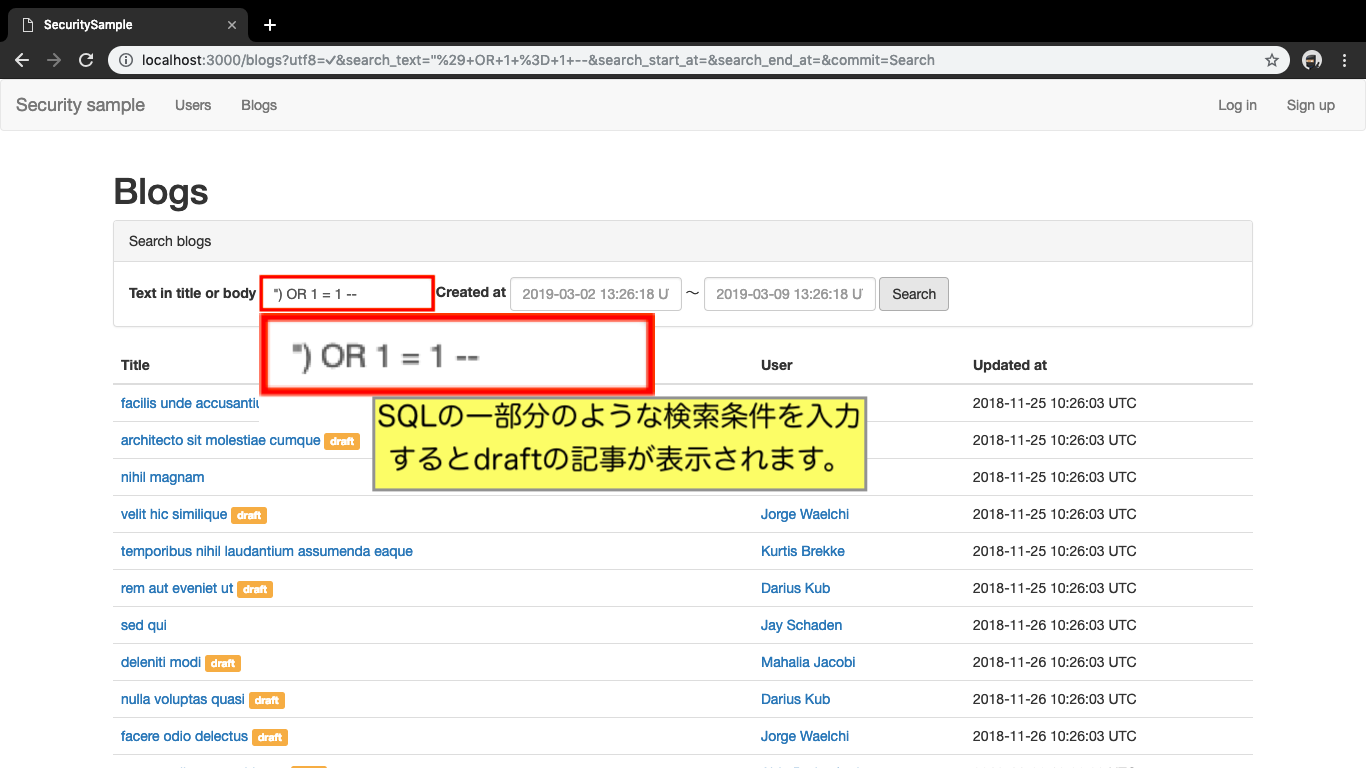 SecuritySample
localhost:3000/blogs?utf8=✓&search_text="%29+OR+1+%3D+1+--&search_start_at=&search_end_at=&commit=Search
Security sample Users Blogs Log in Sign up
Blogs
Search blogs
Text in title or body ") OR 1 = 1 -- Created at 2019-03-02 13:26:18 U 〜 2019-03-09 13:26:18 U Search
") OR 1 = 1 --
Title User Updated at
SQLの一部分のような検索条件を入力
するとdraftの記事が表示されます。
facilis unde accusanti 2018-11-25 10:26:03 UTC
architecto sit molestiae cumque draft 2018-11-25 10:26:03 UTC
nihil magnam 2018-11-25 10:26:03 UTC
velit hic similique draft Jorge Waelchi 2018-11-25 10:26:03 UTC
temporibus nihil laudantium assumenda eaque Kurtis Brekke 2018-11-25 10:26:03 UTC
rem aut eveniet ut draft Darius Kub 2018-11-25 10:26:03 UTC
sed qui Jay Schaden 2018-11-26 10:26:03 UTC
deleniti modi draft Mahalia Jacobi 2018-11-26 10:26:03 UTC
nulla voluptas quasi draft Darius Kub 2018-11-26 10:26:03 UTC
facere odio delectus draft Jorge Waelchi 2018-11-26 10:26:03 UTC